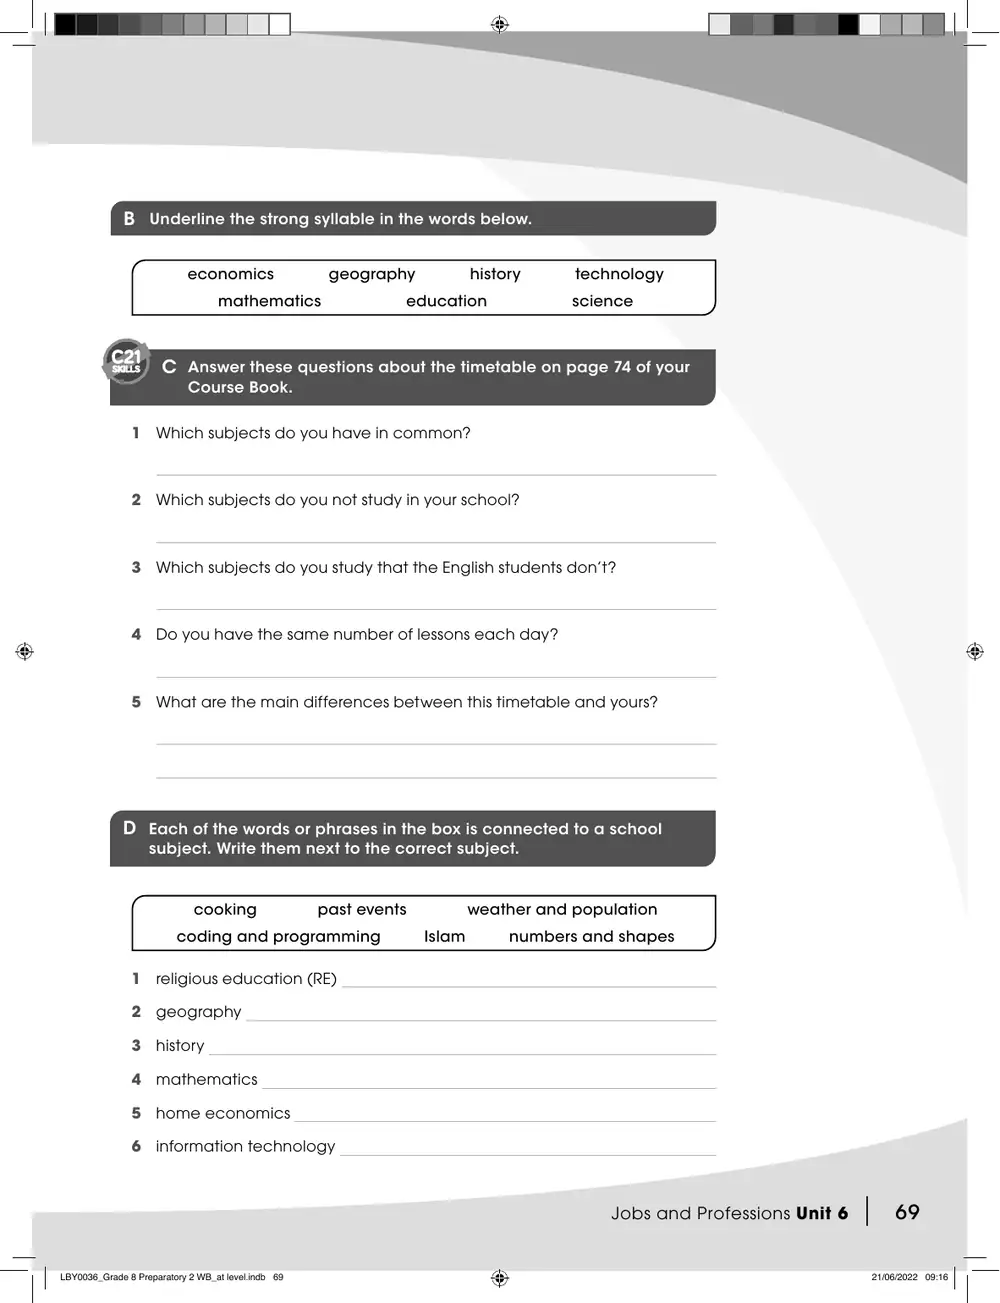 B Underline the strong syllable in the words below.
economics geography history technology
mathematics education science
C21
SKILLS
C Answer these questions about the timetable on page 74 of your
Course Book.
1 Which subjects do you have in common?
2 Which subjects do you not study in your school?
3 Which subjects do you study that the English students don't?
4 Do you have the same number of lessons each day?
5 What are the main differences between this timetable and yours?
D Each of the words or phrases in the box is connected to a school
subject. Write them next to the correct subject.
cooking past events weather and population
coding and programming Islam numbers and shapes
1 religious education (RE)
2 geography
3 history
4 mathematics
5 home economics
6 information technology
Jobs and Professions Unit 6 69
LBY0036_Grade 8 Preparatory 2 WB_at level.indb 69 21/06/2022 09:16